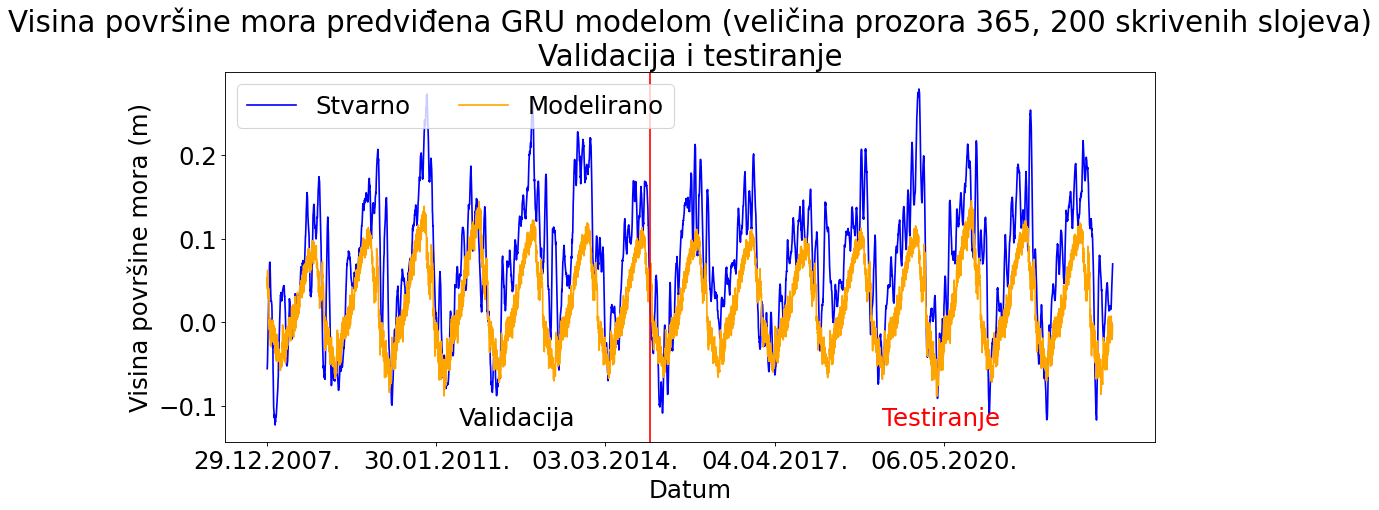 Visina površine mora predviđena GRU modelom (veličina prozora 365, 200 skrivenih slojeva)
Validacija i testiranje
Stvarno Modelirano
Visina površine mora (m)
0.2
0.1
0.0
−0.1
Validacija Testiranje
29.12.2007. 30.01.2011. 03.03.2014. 04.04.2017. 06.05.2020.
Datum